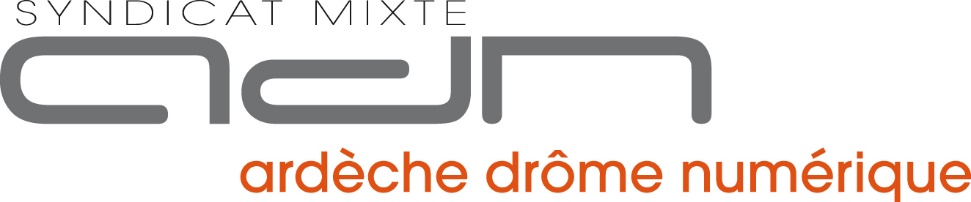 SYNDICAT MIXTE
adn
ardèche drôme numérique